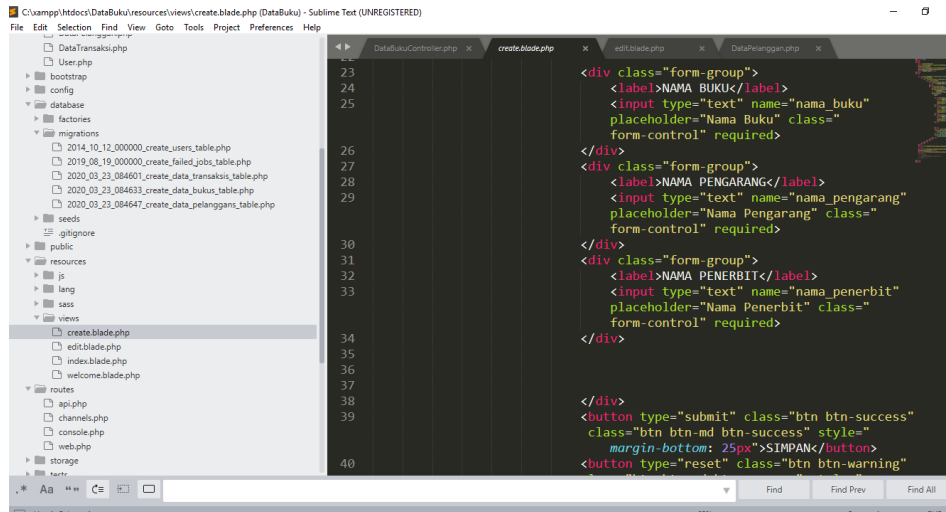 C:\xampp\htdocs\DataBuku\resources\views\create.blade.php (DataBuku) - Sublime Text (UNREGISTERED)
File Edit Selection Find View Goto Tools Project Preferences Help
DataTransaksi.php
User.php
bootstrap
config
database
factories
migrations
2014_10_12_000000_create_users_table.php
2019_08_19_000000_create_failed_jobs_table.php
2020_03_23_084601_create_data_transaksis_table.php
2020_03_23_084633_create_data_bukus_table.php
2020_03_23_084647_create_data_pelanggans_table.php
seeds
.gitignore
public
resources
js
lang
sass
views
create.blade.php
edit.blade.php
index.blade.php
welcome.blade.php
routes
api.php
channels.php
console.php
web.php
storage
tests
DataBukuController.php × create.blade.php × edit.blade.php × DataPelanggan.php ×
22
23 <div class="form-group">
24 <label>NAMA BUKU</label>
25 <input type="text" name="nama_buku"
placeholder="Nama Buku" class="
form-control" required>
26 </div>
27 <div class="form-group">
28 <label>NAMA PENGARANG</label>
29 <input type="text" name="nama_pengarang"
placeholder="Nama Pengarang" class="
form-control" required>
30 </div>
31 <div class="form-group">
32 <label>NAMA PENERBIT</label>
33 <input type="text" name="nama_penerbit"
placeholder="Nama Penerbit" class="
form-control" required>
34 </div>
35
36
37
38 </div>
39 <button type="submit" class="btn btn-success"
class="btn btn-md btn-success" style="
margin-bottom: 25px">SIMPAN</button>
40 <button type="reset" class="btn btn-warning"
.* Aa "" Find Find Prev Find All